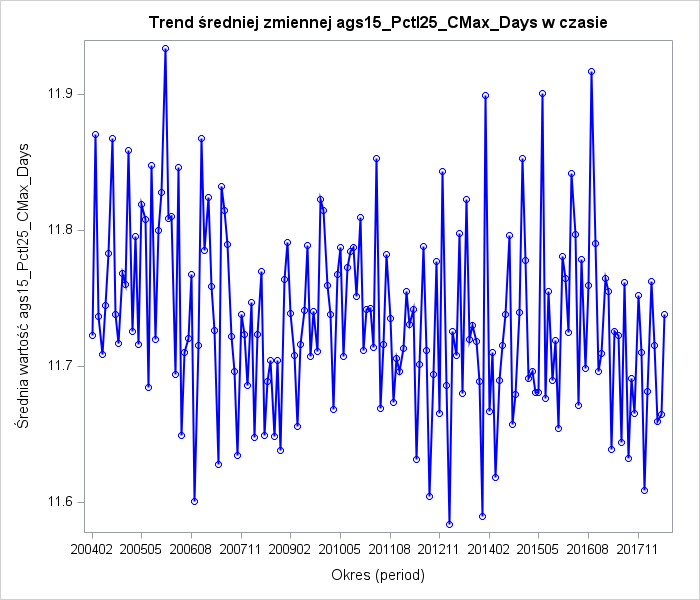 Trend średniej zmiennej ags15_Pctl25_CMax_Days w czasie
Średnia wartość ags15_Pctl25_CMax_Days
11.9
11.8
11.7
11.6
200402 200505 200608 200711 200902 201005 201108 201211 201402 201505 201608 201711
Okres (period)